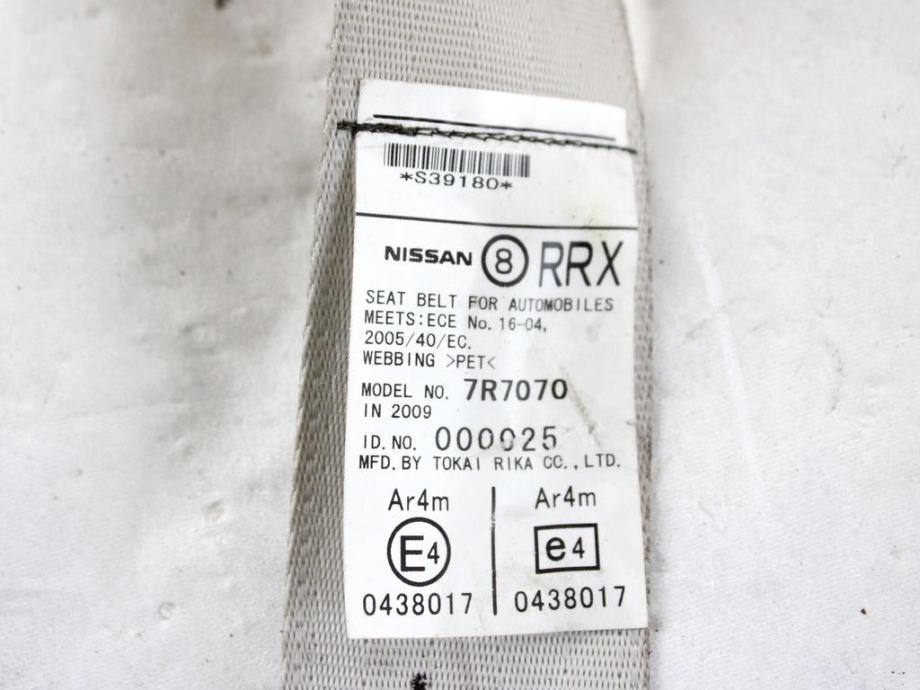 *S39180*
NISSAN 8 RRX
SEAT BELT FOR AUTOMOBILES
MEETS:ECE No. 16-04,
2005/40/EC.
WEBBING >PET<
MODEL NO. 7R7070
IN 2009
ID. NO. 000025
MFD. BY TOKAI RIKA CO., LTD.
Ar4m Ar4m
E4 e4
0438017 0438017